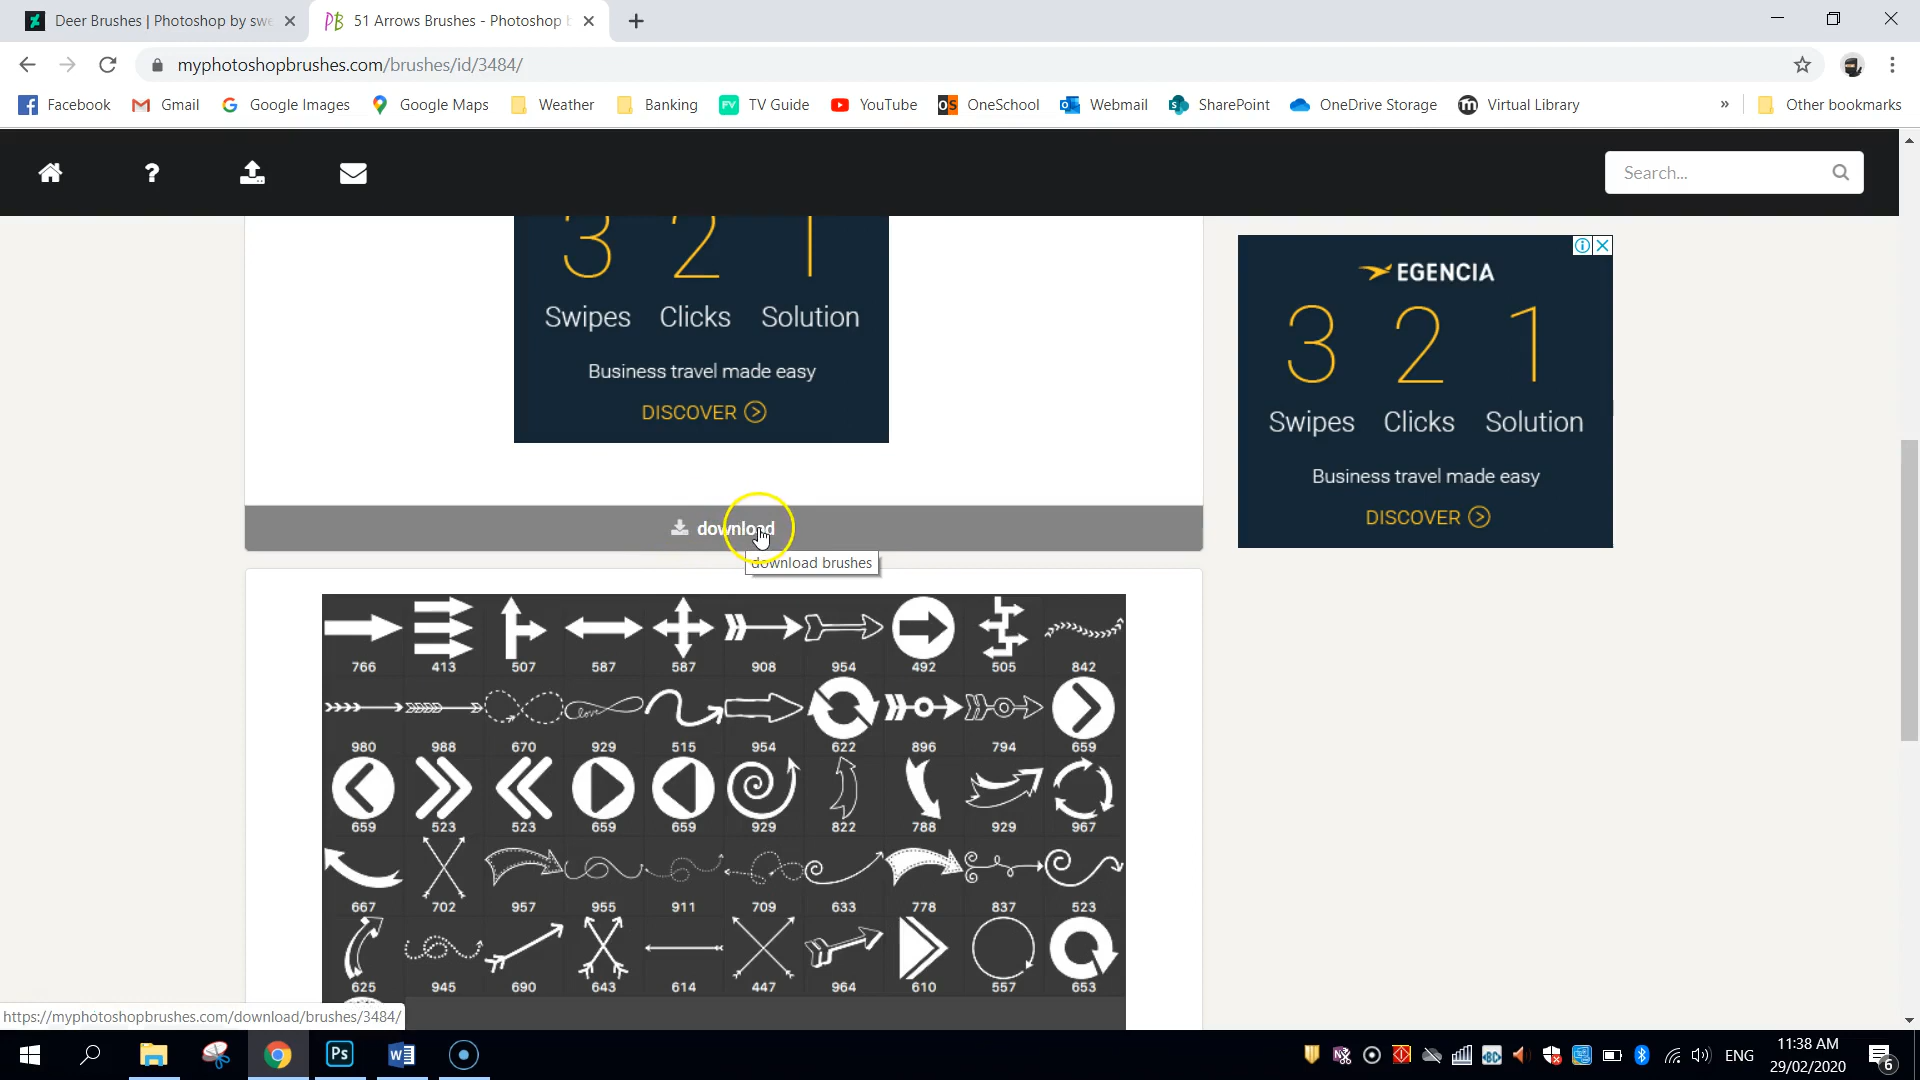 Deer Brushes | Photoshop by swe
51 Arrows Brushes - Photoshop b
myphotoshopbrushes.com/brushes/id/3484/
Facebook Gmail Google Images Google Maps Weather Banking TV Guide YouTube OneSchool Webmail SharePoint OneDrive Storage Virtual Library » Other bookmarks
?
Search...
3 2 1
Swipes Clicks Solution
Business travel made easy
DISCOVER
EGENCIA
3 2 1
Swipes Clicks Solution
Business travel made easy
DISCOVER
download
download brushes
766 413 507 587 587 908 954 492 505 842
love
980 988 670 929 515 954 622 896 794 659
659 523 523 659 659 929 822 788 929 967
667 702 957 955 911 709 633 778 837 523
625 945 690 643 614 447 964 610 557 653
https://myphotoshopbrushes.com/download/brushes/3484/
Ps
ENG
11:38 AM
29/02/2020
6